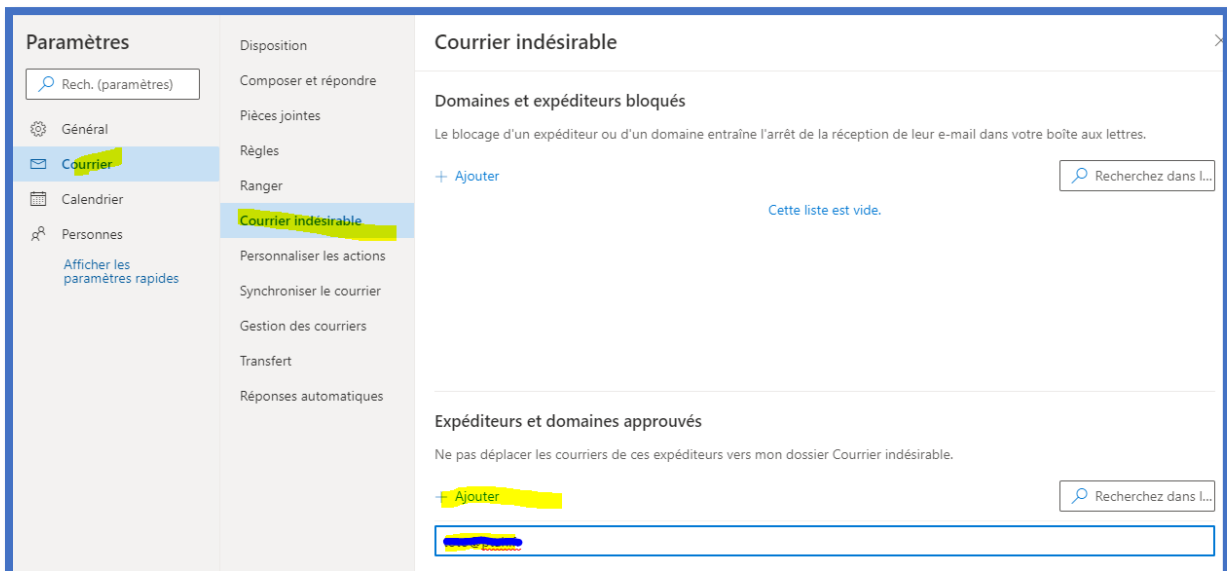 Paramètres
Rech. (paramètres)
Général
Courrier
Calendrier
Personnes
Afficher les
paramètres rapides
Disposition
Composer et répondre
Pièces jointes
Règles
Ranger
Courrier indésirable
Personnaliser les actions
Synchroniser le courrier
Gestion des courriers
Transfert
Réponses automatiques
Courrier indésirable
Domaines et expéditeurs bloqués
Le blocage d'un expéditeur ou d'un domaine entraîne l'arrêt de la réception de leur e-mail dans votre boîte aux lettres.
+ Ajouter
Recherchez dans l...
Cette liste est vide.
Expéditeurs et domaines approuvés
Ne pas déplacer les courriers de ces expéditeurs vers mon dossier Courrier indésirable.
+ Ajouter
Recherchez dans l...